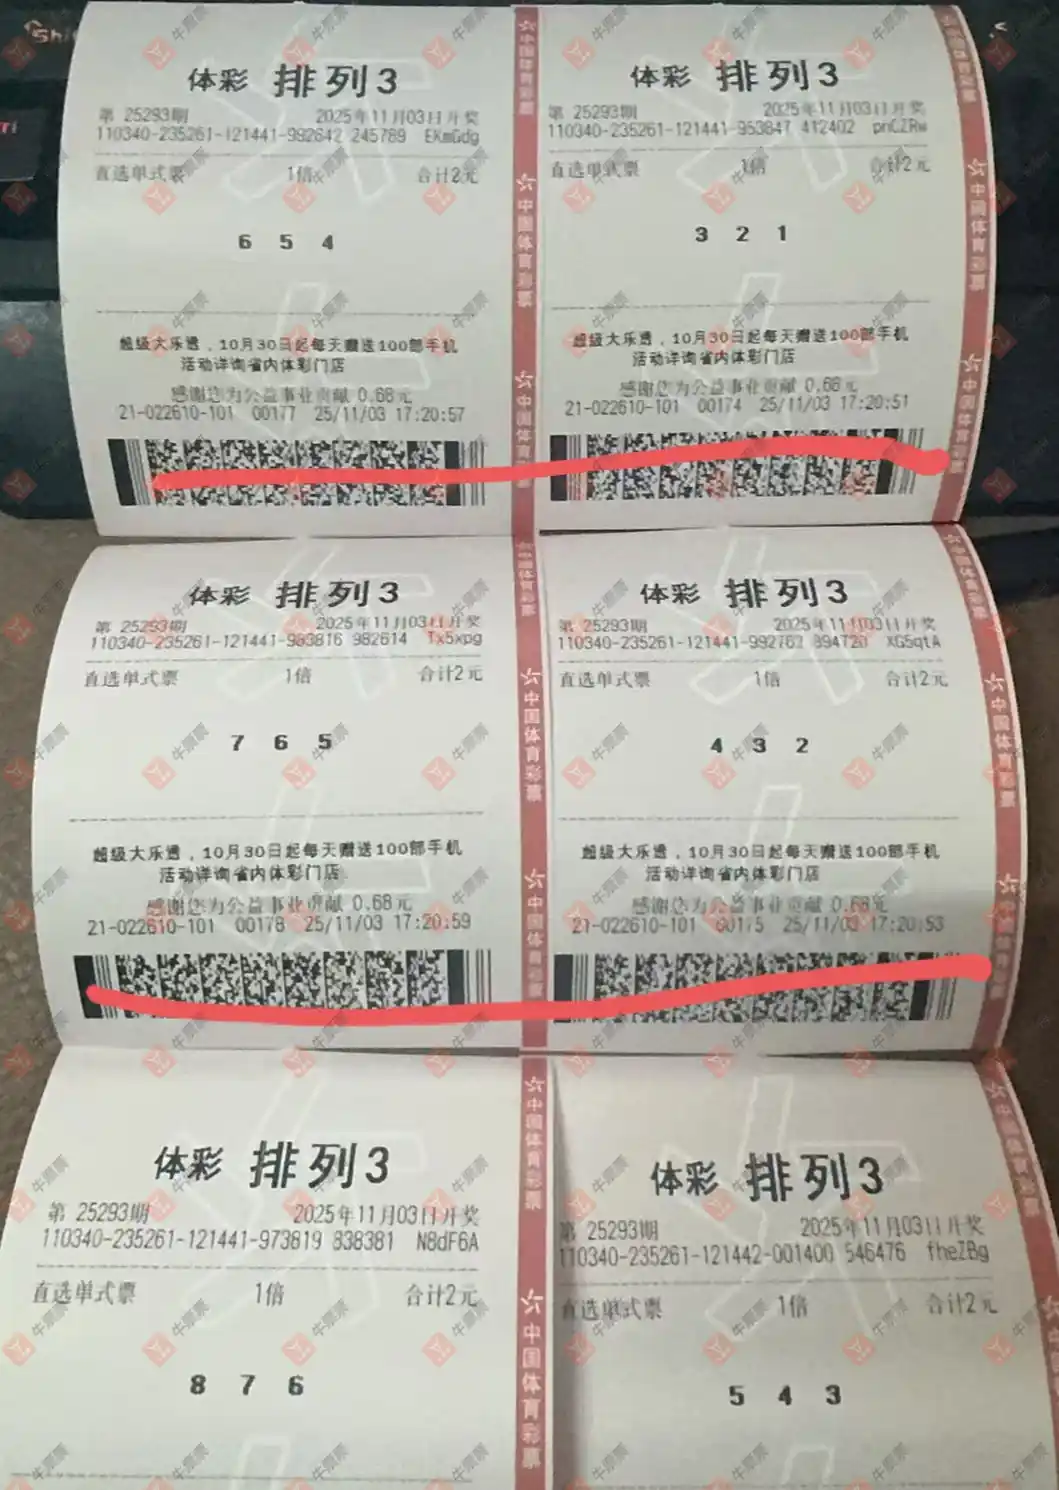 体彩 排列3
第 25293期 2025年11月03日开奖
110340-235261-121441-992642 245789 EKmGdg
直选单式票 1倍 合计2元
6 5 4
超级大乐透，10月30日起每天赠送100部手机
活动详询省内体彩门店
感谢您为公益事业贡献 0.68元
21-022610-101 00177 25/11/03 17:20:57
体彩 排列3
第 25293期 2025年11月03日开奖
110340-235261-121441-953847 412402 pnCZRw
直选单式票 1倍 合计2元
3 2 1
超级大乐透，10月30日起每天赠送100部手机
活动详询省内体彩门店
感谢您为公益事业贡献 0.68元
21-022610-101 00174 25/11/03 17:20:51
体彩 排列3
第 25293期 2025年11月03日开奖
110340-235261-121441-983816 982614 Tx5xpg
直选单式票 1倍 合计2元
7 6 5
超级大乐透，10月30日起每天赠送100部手机
活动详询省内体彩门店
感谢您为公益事业贡献 0.68元
21-022610-101 00178 25/11/03 17:20:59
体彩 排列3
第 25293期 2025年11月03日开奖
110340-235261-121441-992762 894720 XG5qtA
直选单式票 1倍 合计2元
4 3 2
超级大乐透，10月30日起每天赠送100部手机
活动详询省内体彩门店
感谢您为公益事业贡献 0.68元
21-022610-101 00175 25/11/03 17:20:53
体彩 排列3
第 25293期 2025年11月03日开奖
110340-235261-121441-973619 838381 N8dF6A
直选单式票 1倍 合计2元
8 7 6
体彩 排列3
第 25293期 2025年11月03日开奖
110340-235261-121442-001400 546476 fheZBg
直选单式票 1倍 合计2元
5 4 3
中国体育彩票
牛票票